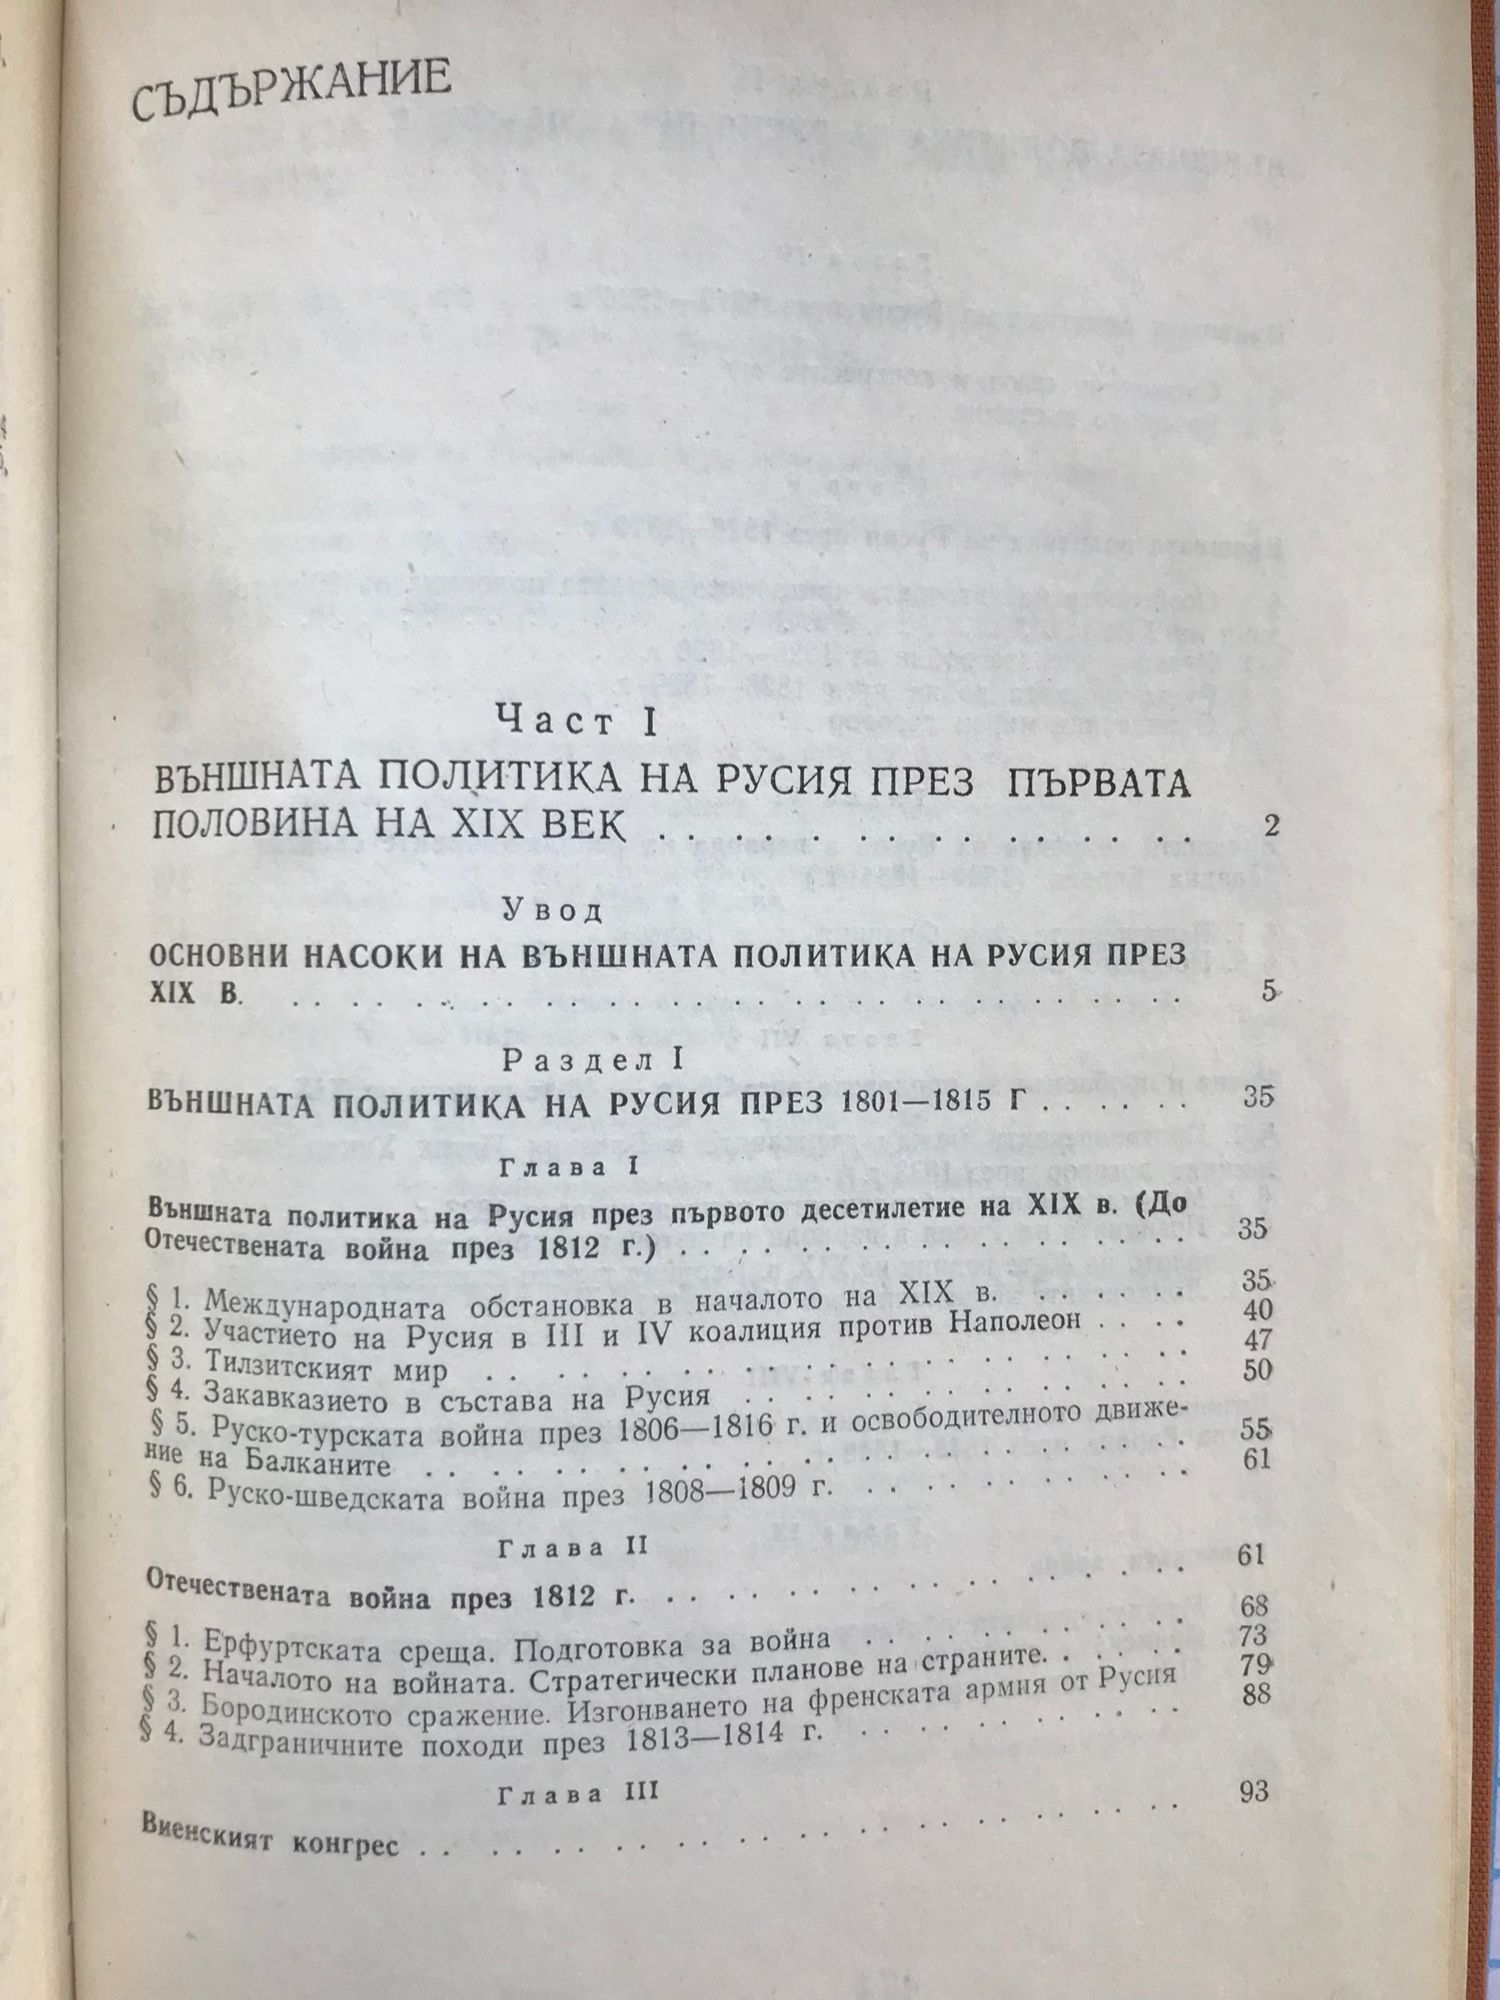 СЪДЪРЖАНИЕ
Част I
ВЪНШНАТА ПОЛИТИКА НА РУСИЯ ПРЕЗ ПЪРВАТА
ПОЛОВИНА НА XIX ВЕК . . . . . . . . . . . . . . 2
Увод
ОСНОВНИ НАСОКИ НА ВЪНШНАТА ПОЛИТИКА НА РУСИЯ ПРЕЗ
XIX В. . . . . . . . . . . . . . . . . . . . . . . . 5
Раздел I
ВЪНШНАТА ПОЛИТИКА НА РУСИЯ ПРЕЗ 1801—1815 Г . . . . . . 35
Глава I
Външната политика на Русия през първото десетилетие на XIX в. (До
Отечествената война през 1812 г.) . . . . . . . . . . . . . . . . 35
§ 1. Международната обстановка в началото на XIX в. . . . . . . 35
§ 2. Участието на Русия в III и IV коалиция против Наполеон . . . . 40
§ 3. Тилзитският мир . . . . . . . . . . . . . . . . . . . . 47
§ 4. Закавказието в състава на Русия . . . . . . . . . . . . . . 50
§ 5. Руско-турската война през 1806—1816 г. и освободителното движе-
ние на Балканите . . . . . . . . . . . . . . . . . . . . . . 55
§ 6. Руско-шведската война през 1808—1809 г. . . . . . . . . . . 61
Глава II
Отечествената война през 1812 г. . . . . . . . . . . . . . . . . 61
§ 1. Ерфуртската среща. Подготовка за война . . . . . . . . . . 68
§ 2. Началото на войната. Стратегически планове на страните. . . . . 73
§ 3. Бородинското сражение. Изгонването на френската армия от Русия 79
§ 4. Задграничните походи през 1813—1814 г. . . . . . . . . . . 88
Глава III
Виенският конгрес . . . . . . . . . . . . . . . . . . . . . . 93